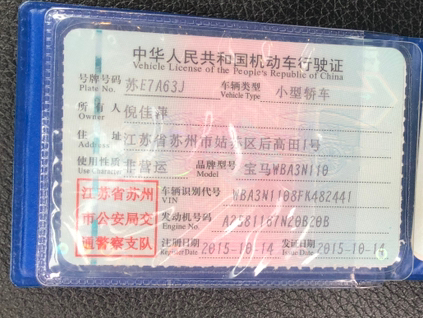 中华人民共和国机动车行驶证
Vehicle License of the People's Republic of China
号牌号码 苏E7A63J 车辆类型 小型轿车
Plate No. Vehicle Type
所有人 倪佳
Owner
住址 江苏省苏州市姑 区后高田1号
Address
使用性质 非营运 品牌型号 宝马WBA3N110
Use Character Model
江苏省苏州
市公安局交
通警察支队
车辆识别代号 WBA3N1108FK482441
VIN
发动机号码 A2581167N20B20B
Engine No.
注册日期 2015-10-14 发证日期 2015-10-14
Register Date Issue Date